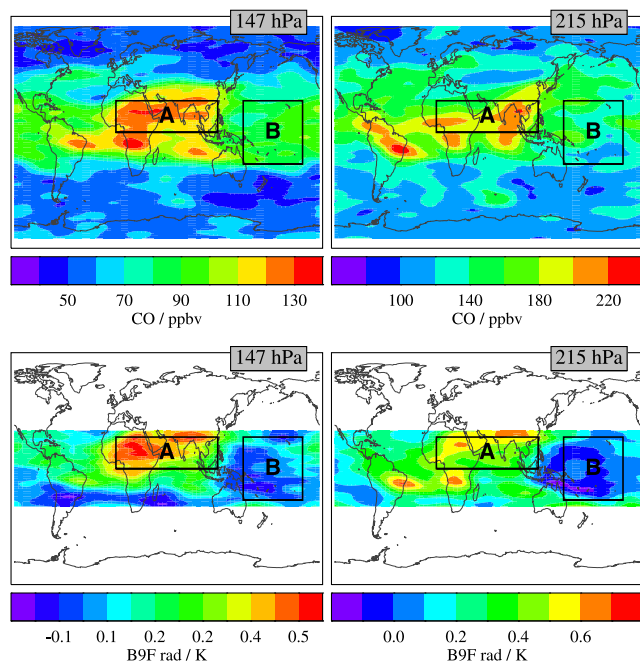 147 hPa
215 hPa
A
B
A
B
50 70 90 110 130
CO / ppbv
100 140 180 220
CO / ppbv
147 hPa
215 hPa
A
B
A
B
-0.1 0.1 0.2 0.2 0.4 0.5
B9F rad / K
0.0 0.2 0.4 0.6
B9F rad / K